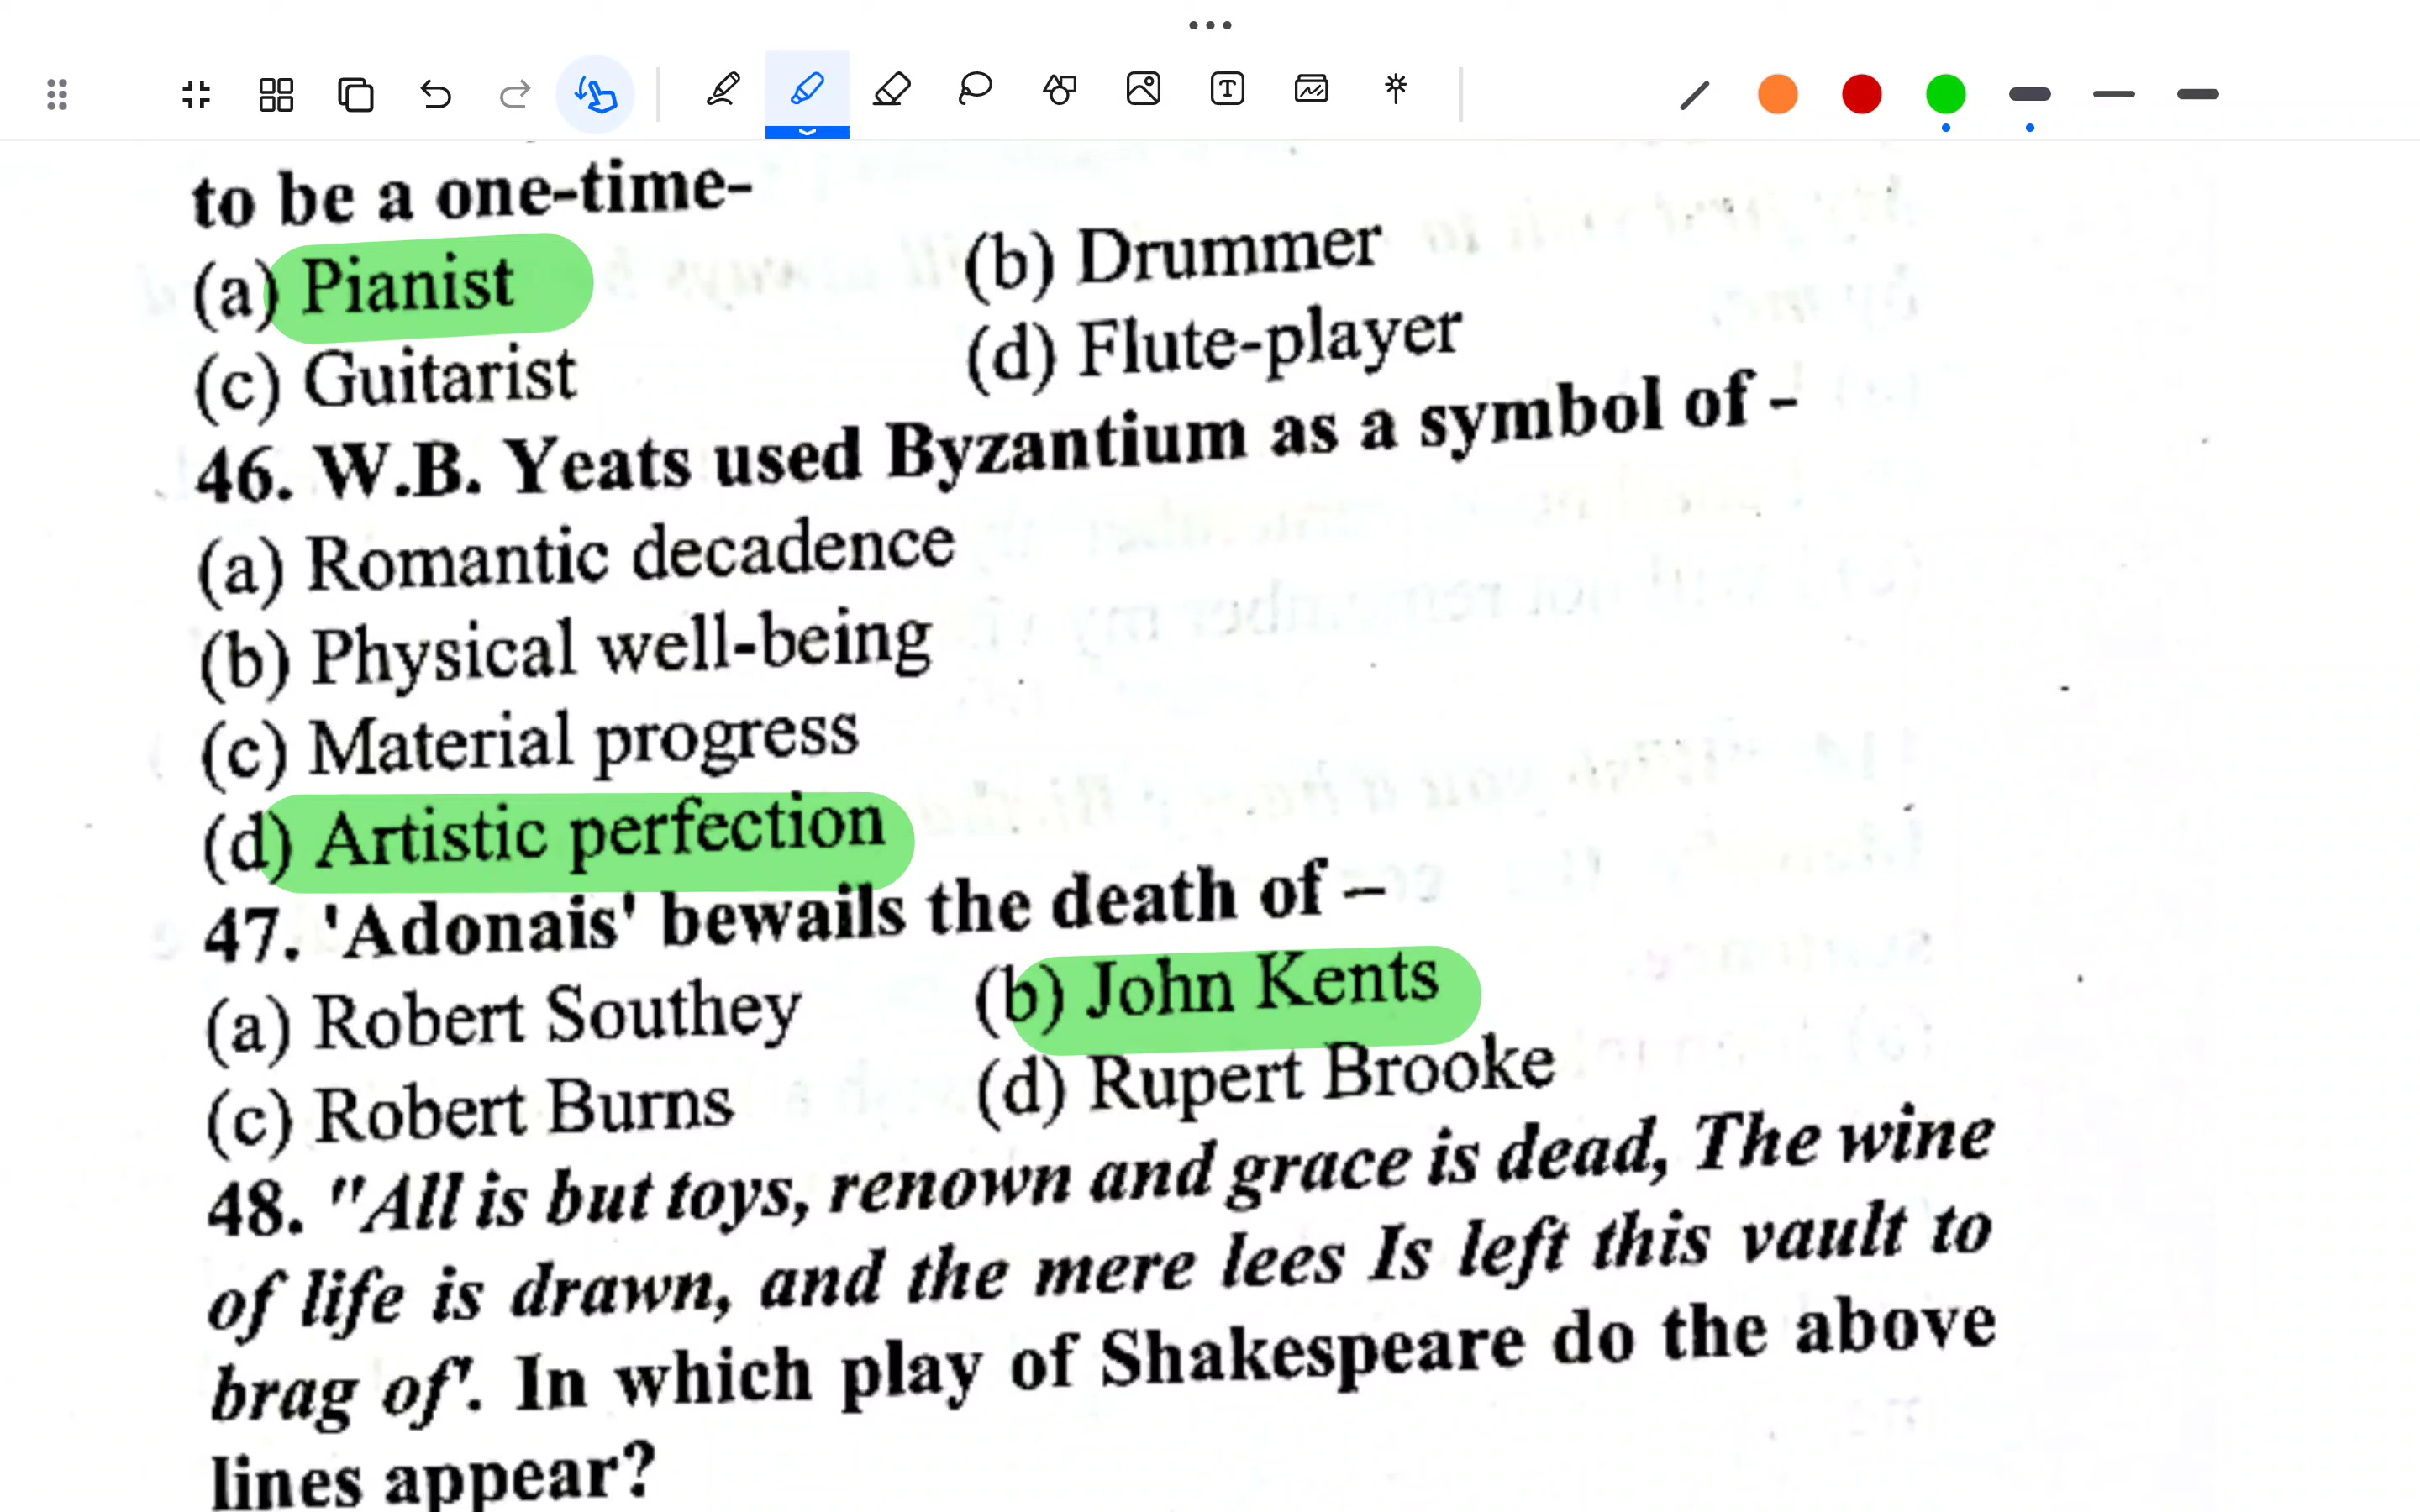 to be a one-time-
(a) Pianist (b) Drummer
(c) Guitarist (d) Flute-player
46. W.B. Yeats used Byzantium as a symbol of -
(a) Romantic decadence
(b) Physical well-being
(c) Material progress
(d) Artistic perfection
47. 'Adonais' bewails the death of –
(a) Robert Southey (b) John Kents
(c) Robert Burns (d) Rupert Brooke
48. "All is but toys, renown and grace is dead, The wine
of life is drawn, and the mere lees Is left this vault to
brag of'. In which play of Shakespeare do the above
lines appear?